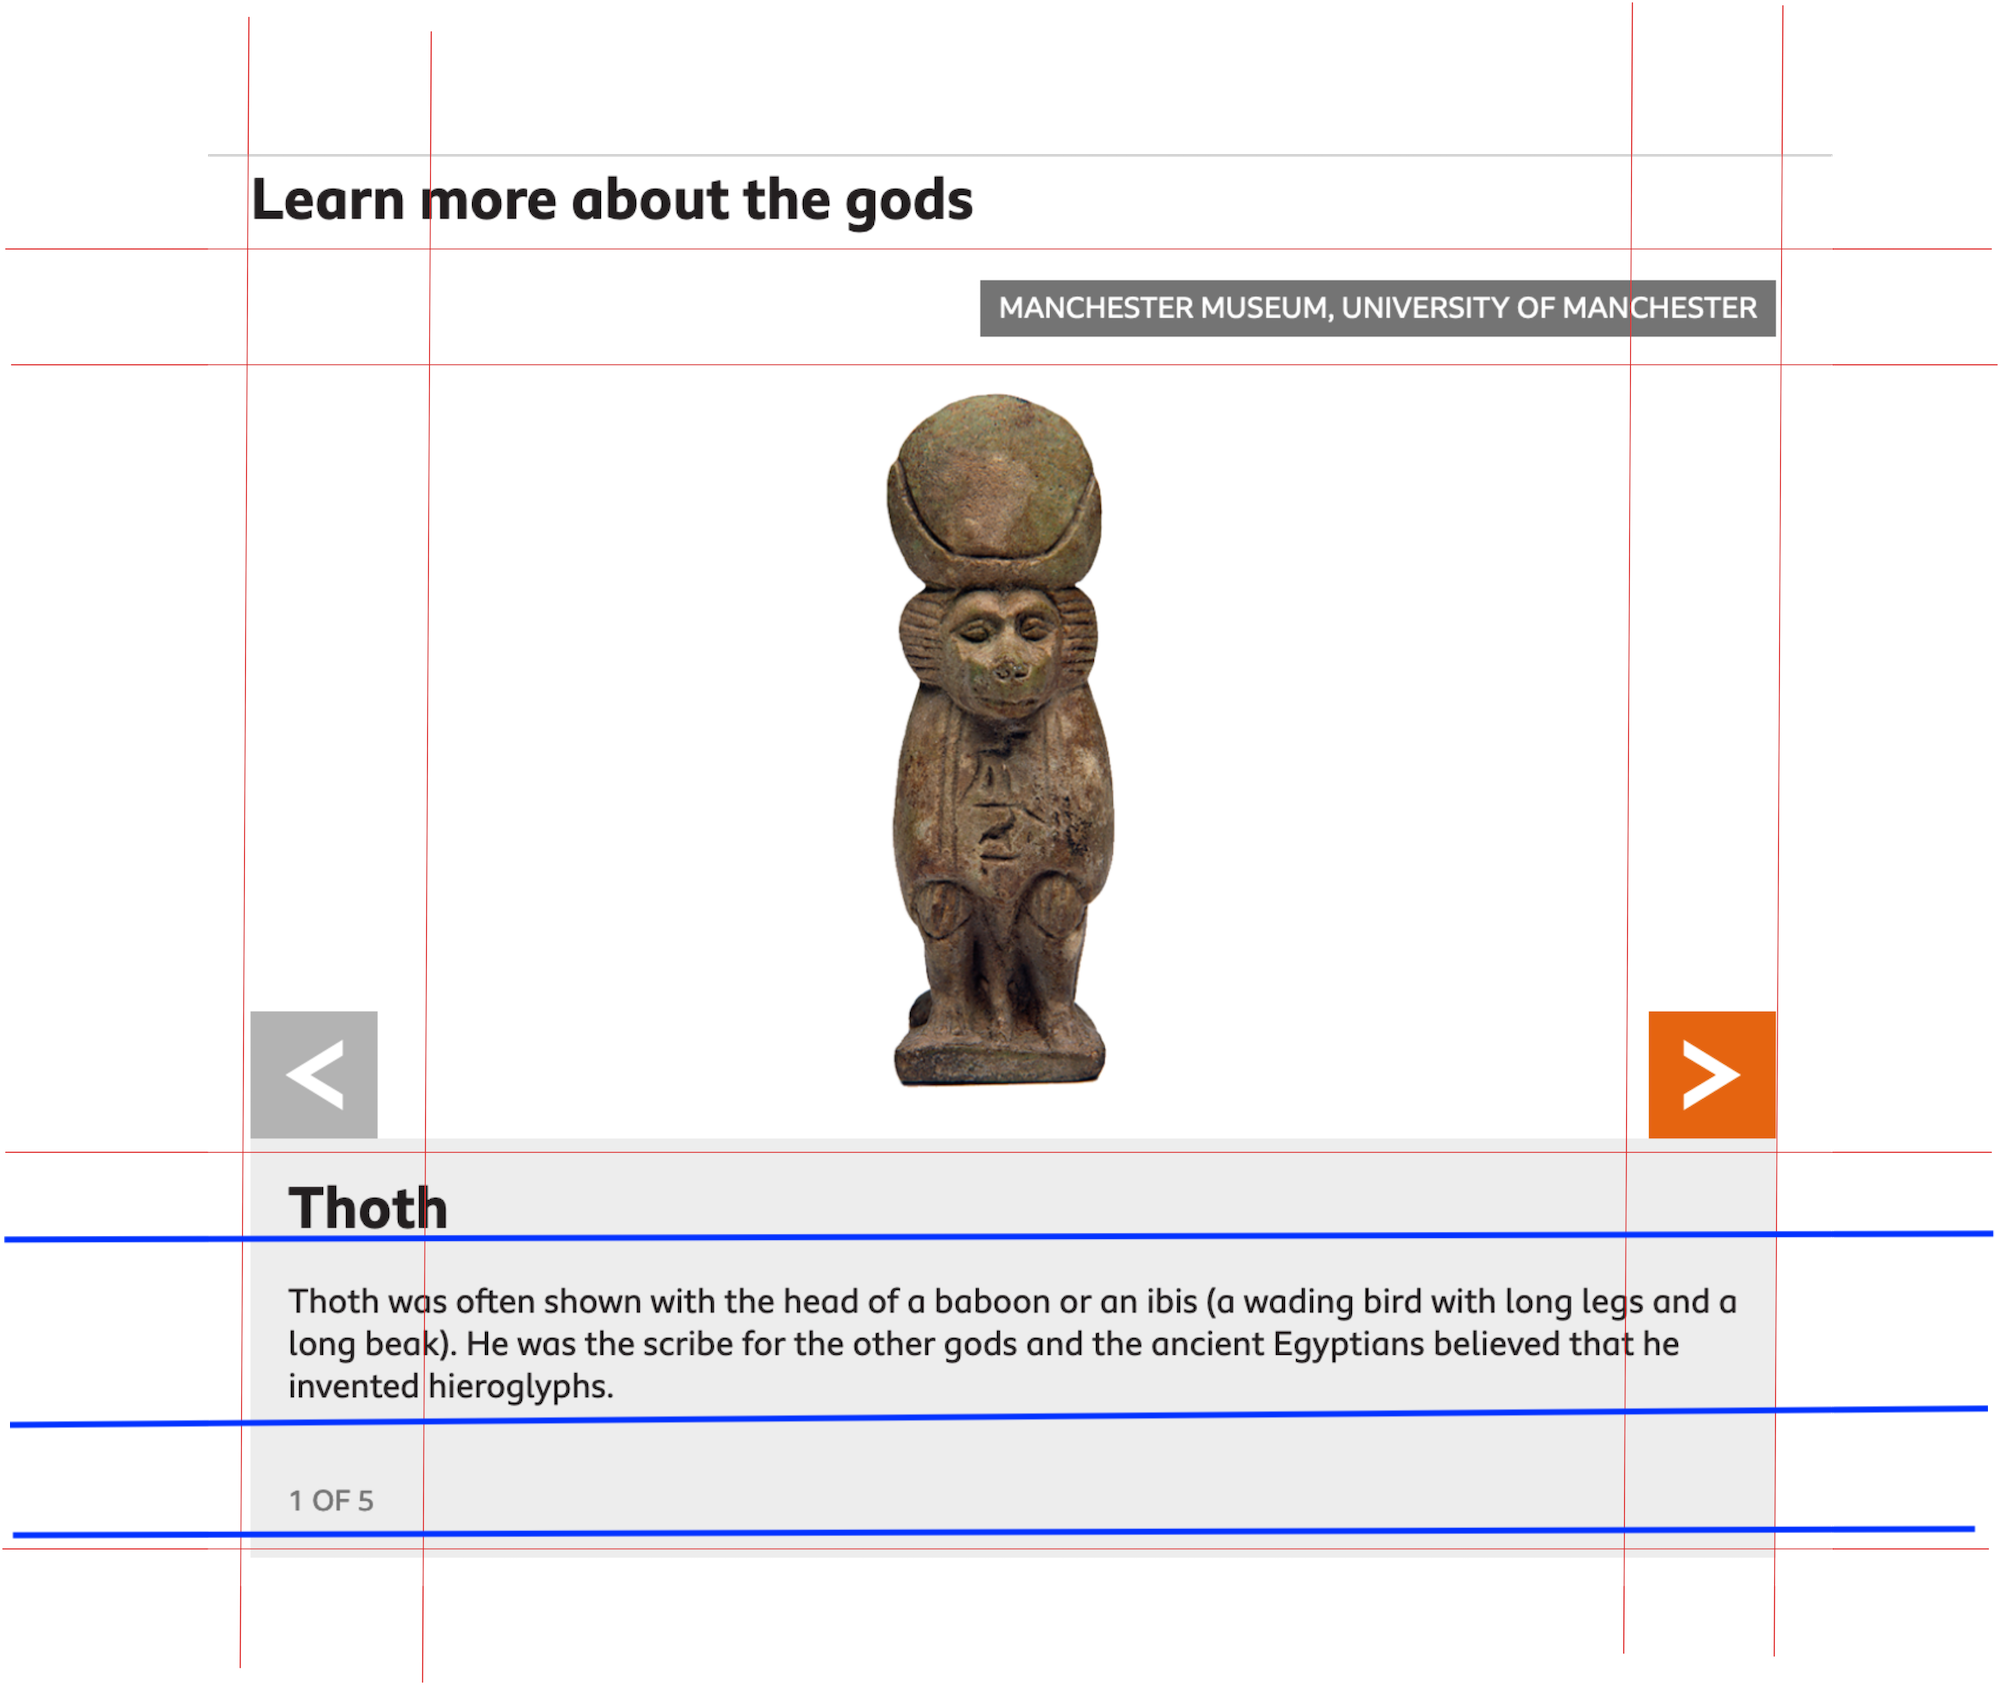 Learn more about the gods
MANCHESTER MUSEUM, UNIVERSITY OF MANCHESTER
<
>
Thoth
Thoth was often shown with the head of a baboon or an ibis (a wading bird with long legs and a
long beak). He was the scribe for the other gods and the ancient Egyptians believed that he
invented hieroglyphs.
1 OF 5